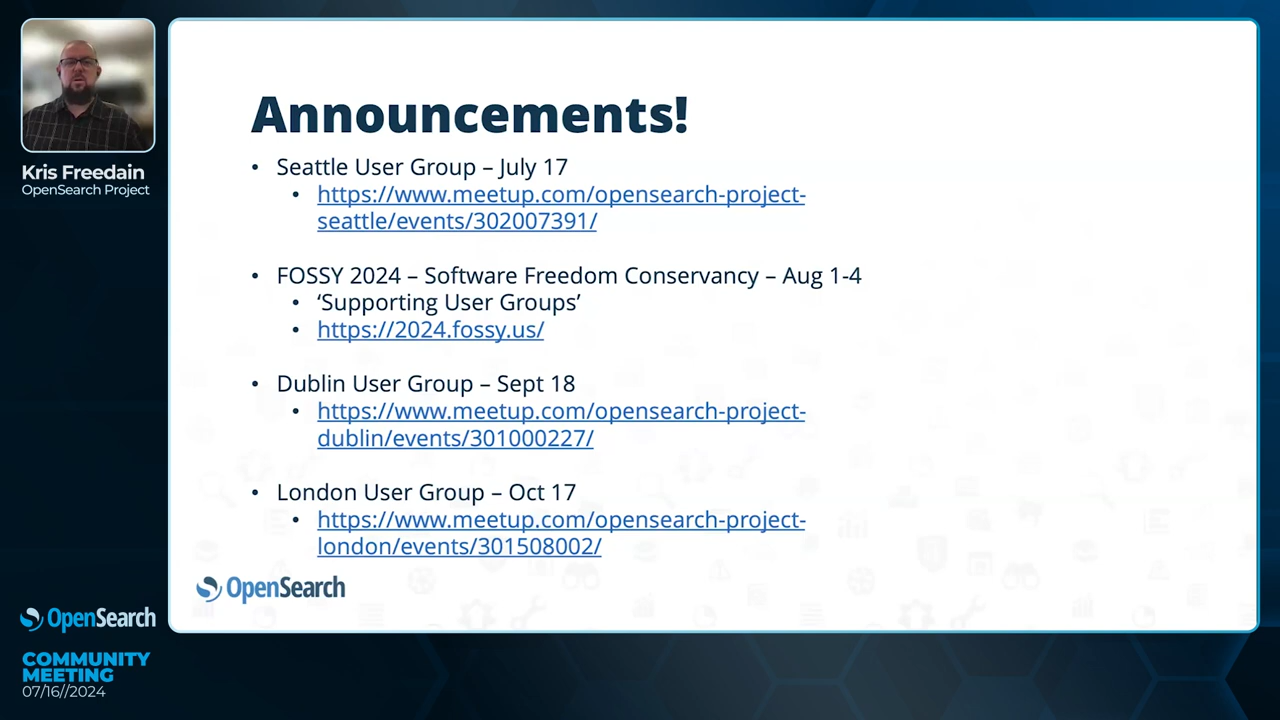 Kris Freedain
OpenSearch Project
Announcements!
• Seattle User Group – July 17
• https://www.meetup.com/opensearch-project-
seattle/events/302007391/
• FOSSY 2024 – Software Freedom Conservancy – Aug 1-4
• ‘Supporting User Groups’
• https://2024.fossy.us/
• Dublin User Group – Sept 18
• https://www.meetup.com/opensearch-project-
dublin/events/301000227/
• London User Group – Oct 17
• https://www.meetup.com/opensearch-project-
london/events/301508002/
OpenSearch
OpenSearch
COMMUNITY
MEETING
07/16//2024